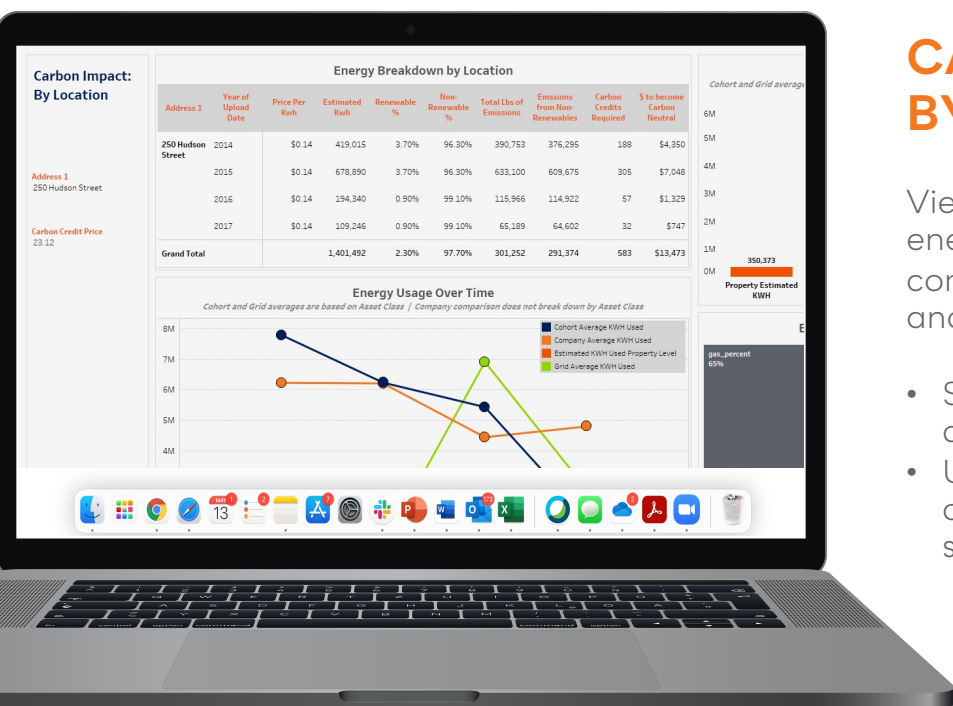 Carbon Impact:
By Location
Address 1
250 Hudson Street
Carbon Credit Price
23.12
Energy Breakdown by Location
Address 1 Year of Upload Date Price Per Kwh Estimated Kwh Renewable % Non-Renewable % Total Lbs of Emissions Emssions from Non-Renewables Carbon Credits Required $ to become Carbon Neutral
250 Hudson Street 2014 $0.14 419,015 3.70% 96.30% 390,753 376,295 188 $4,350
2015 $0.14 678,890 3.70% 96.30% 633,100 609,675 305 $7,048
2016 $0.14 194,340 0.90% 99.10% 115,966 114,922 57 $1,329
2017 $0.14 109,246 0.90% 99.10% 65,189 64,602 32 $747
Grand Total 1,401,492 2.30% 97.70% 301,252 291,374 583 $13,473
Energy Usage Over Time
Cohort and Grid averages are based on Asset Class | Company comparison does not break down by Asset Class
8M
7M
6M
5M
4M
Cohort Average KWH Used
Company Average KWH Used
Estimated KWH Used Property Level
Grid Average KWH Used
Cohort and Grid average
6M
5M
4M
3M
2M
1M
0M
350,373
Property Estimated
KWH
E
gas_percent
65%
MAY
13
1
2
7
173
2
CA
BY
Vie
ene
cor
and
S
U